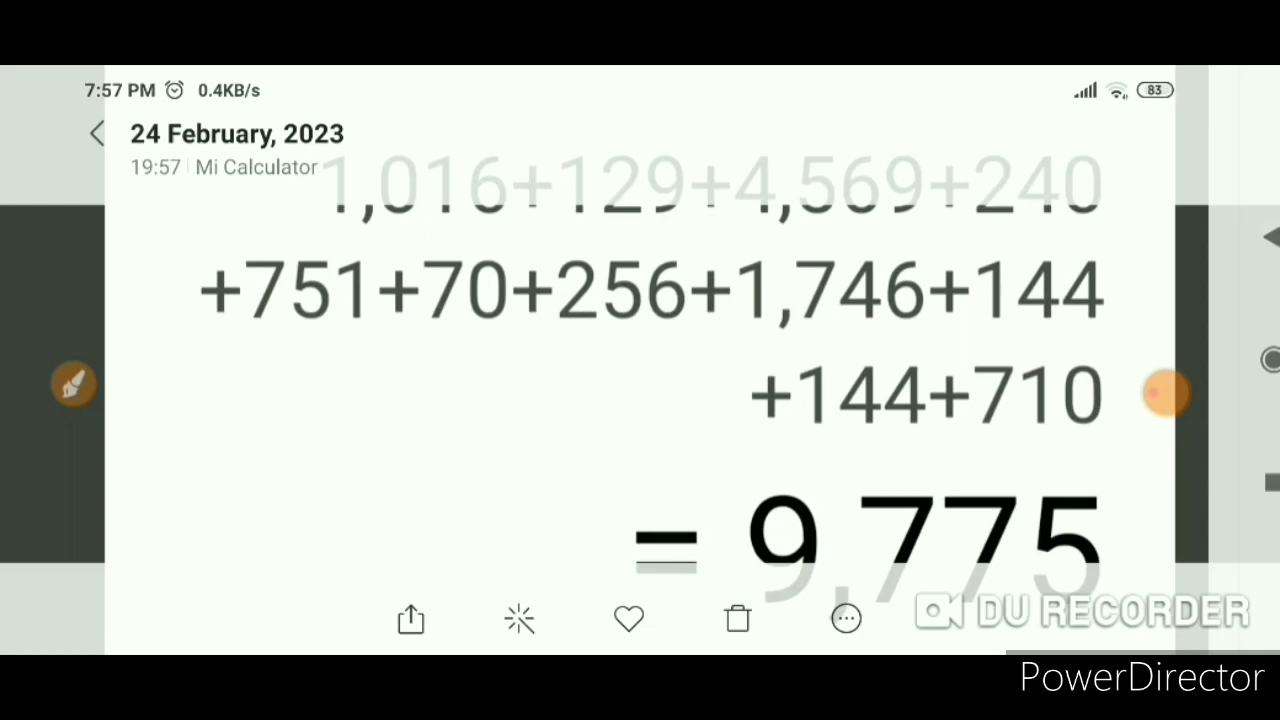 7:57 PM 0.4KB/s 83
24 February, 2023
19:57 Mi Calculator
1,016+129+4,569+240
+751+70+256+1,746+144
+144+710
= 9,775
DU RECORDER
PowerDirector